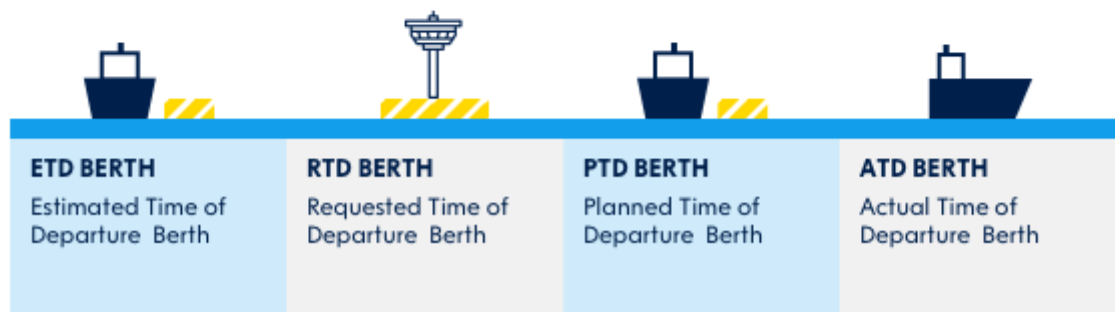 ETD BERTH
Estimated Time of
Departure Berth
RTD BERTH
Requested Time of
Departure Berth
PTD BERTH
Planned Time of
Departure Berth
ATD BERTH
Actual Time of
Departure Berth